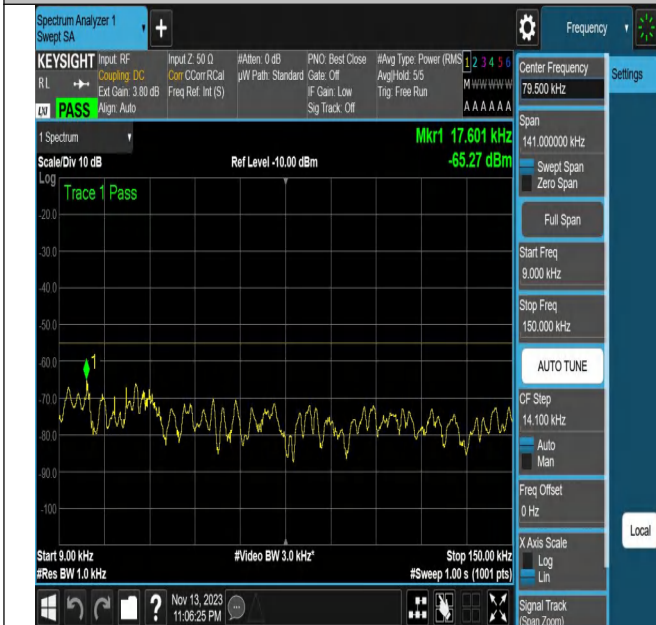 Spectrum Analyzer 1
Swept SA
Frequency
KEYSIGHT
RL
LXI
PASS
Input: RF
Coupling: DC
Ext Gain: 3.80 dB
Align: Auto
Input Z: 50 Ω
Corr CCorr RCal
Freq Ref: Int (S)
#Atten: 0 dB
µW Path: Standard
PNO: Best Close
Gate: Off
IF Gain: Low
Sig Track: Off
#Avg Type: Power (RMS
Avg|Hold: 5/5
Trig: Free Run
1 2 3 4 5 6
M W W W W W
A A A A A A
1 Spectrum
Mkr1 17.601 kHz
Scale/Div 10 dB
Ref Level -10.00 dBm
-65.27 dBm
Log
Trace 1 Pass
-20.0
-30.0
-40.0
-50.0
-60.0
1
-70.0
-80.0
-90.0
-100
Start 9.00 kHz
#Video BW 3.0 kHz*
Stop 150.00 kHz
#Res BW 1.0 kHz
#Sweep 1.00 s (1001 pts)
?
Nov 13, 2023
11:06:25 PM
Center Frequency
79.500 kHz
Settings
Span
141.000000 kHz
Swept Span
Zero Span
Full Span
Start Freq
9.000 kHz
Stop Freq
150.000 kHz
AUTO TUNE
CF Step
14.100 kHz
Auto
Man
Freq Offset
0 Hz
Local
X Axis Scale
Log
Lin
Signal Track
(Span Zoom)